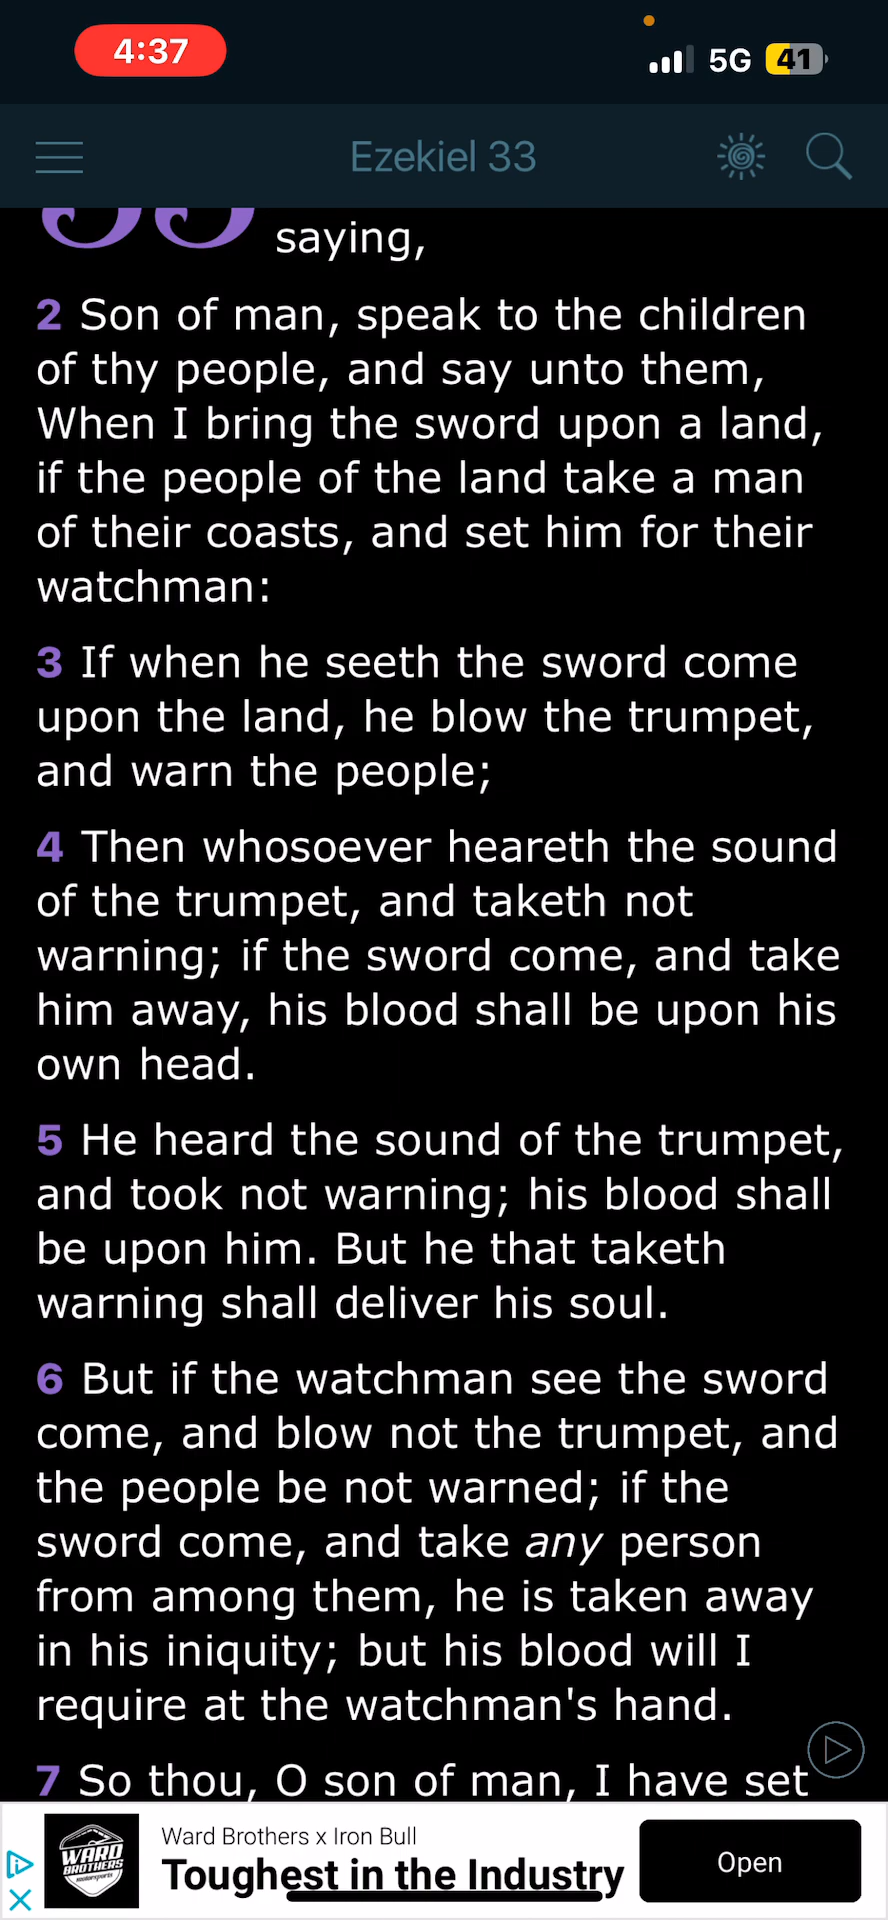 4:37
5G
41
Ezekiel 33
saying,
2 Son of man, speak to the children
of thy people, and say unto them,
When I bring the sword upon a land,
if the people of the land take a man
of their coasts, and set him for their
watchman:
3 If when he seeth the sword come
upon the land, he blow the trumpet,
and warn the people;
4 Then whosoever heareth the sound
of the trumpet, and taketh not
warning; if the sword come, and take
him away, his blood shall be upon his
own head.
5 He heard the sound of the trumpet,
and took not warning; his blood shall
be upon him. But he that taketh
warning shall deliver his soul.
6 But if the watchman see the sword
come, and blow not the trumpet, and
the people be not warned; if the
sword come, and take any person
from among them, he is taken away
in his iniquity; but his blood will I
require at the watchman's hand.
7 So thou, O son of man, I have set
WARD
BROTHERS
motorsports
Ward Brothers x Iron Bull
Toughest in the Industry
Open